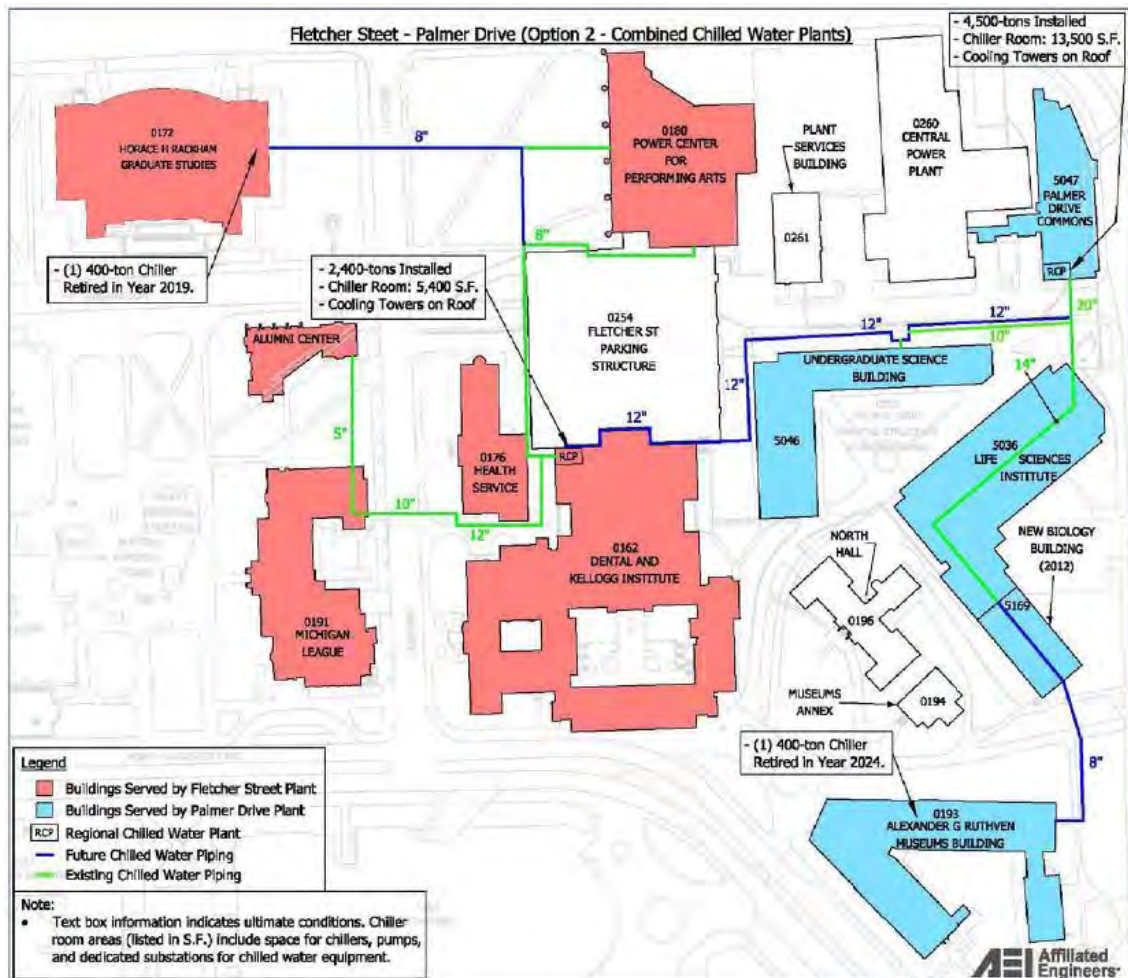 Fletcher Steet - Palmer Drive (Option 2 - Combined Chilled Water Plants)
- 4,500-tons Installed
- Chiller Room: 13,500 S.F.
- Cooling Towers on Roof
0172
HORACE H RACKHAM
GRADUATE STUDIES
8"
0180
POWER CENTER
FOR
PERFORMING ARTS
PLANT
SERVICES
BUILDING
0261
0260
CENTRAL
POWER
PLANT
5047
PALMER
DRIVE
COMMONS
RCP
- (1) 400-ton Chiller
Retired in Year 2019.
- 2,400-tons Installed
- Chiller Room: 5,400 S.F.
- Cooling Towers on Roof
8"
0254
FLETCHER ST
PARKING
STRUCTURE
20"
12"
12"
10"
ALUMNI CENTER
UNDERGRADUATE SCIENCE
BUILDING
14"
12"
12"
5"
5046
5036
LIFE SCIENCES
INSTITUTE
0176
HEALTH
SERVICE
RCP
10"
12"
NEW BIOLOGY
BUILDING
(2012)
NORTH
HALL
0162
DENTAL AND
KELLOGG INSTITUTE
5169
0196
0191
MICHIGAN
LEAGUE
MUSEUMS
ANNEX
0194
- (1) 400-ton Chiller
Retired in Year 2024.
8"
0193
ALEXANDER G RUTHVEN
MUSEUMS BUILDING
Legend
Buildings Served by Fletcher Street Plant
Buildings Served by Palmer Drive Plant
RCP Regional Chilled Water Plant
Future Chilled Water Piping
Existing Chilled Water Piping
Note:
• Text box information indicates ultimate conditions. Chiller
room areas (listed in S.F.) include space for chillers, pumps,
and dedicated substations for chilled water equipment.
AEI Affiliated
Engineers